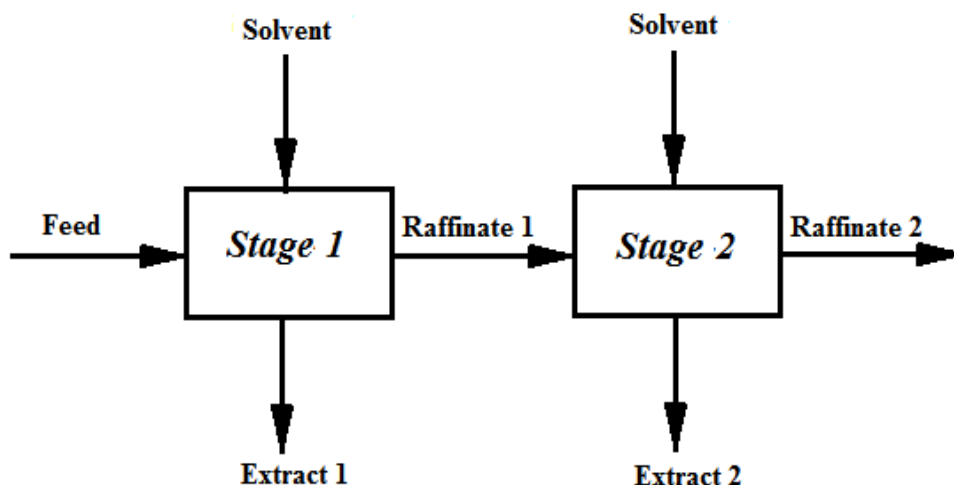 Solvent
Solvent
Feed
Stage 1
Raffinate 1
Stage 2
Raffinate 2
Extract 1
Extract 2